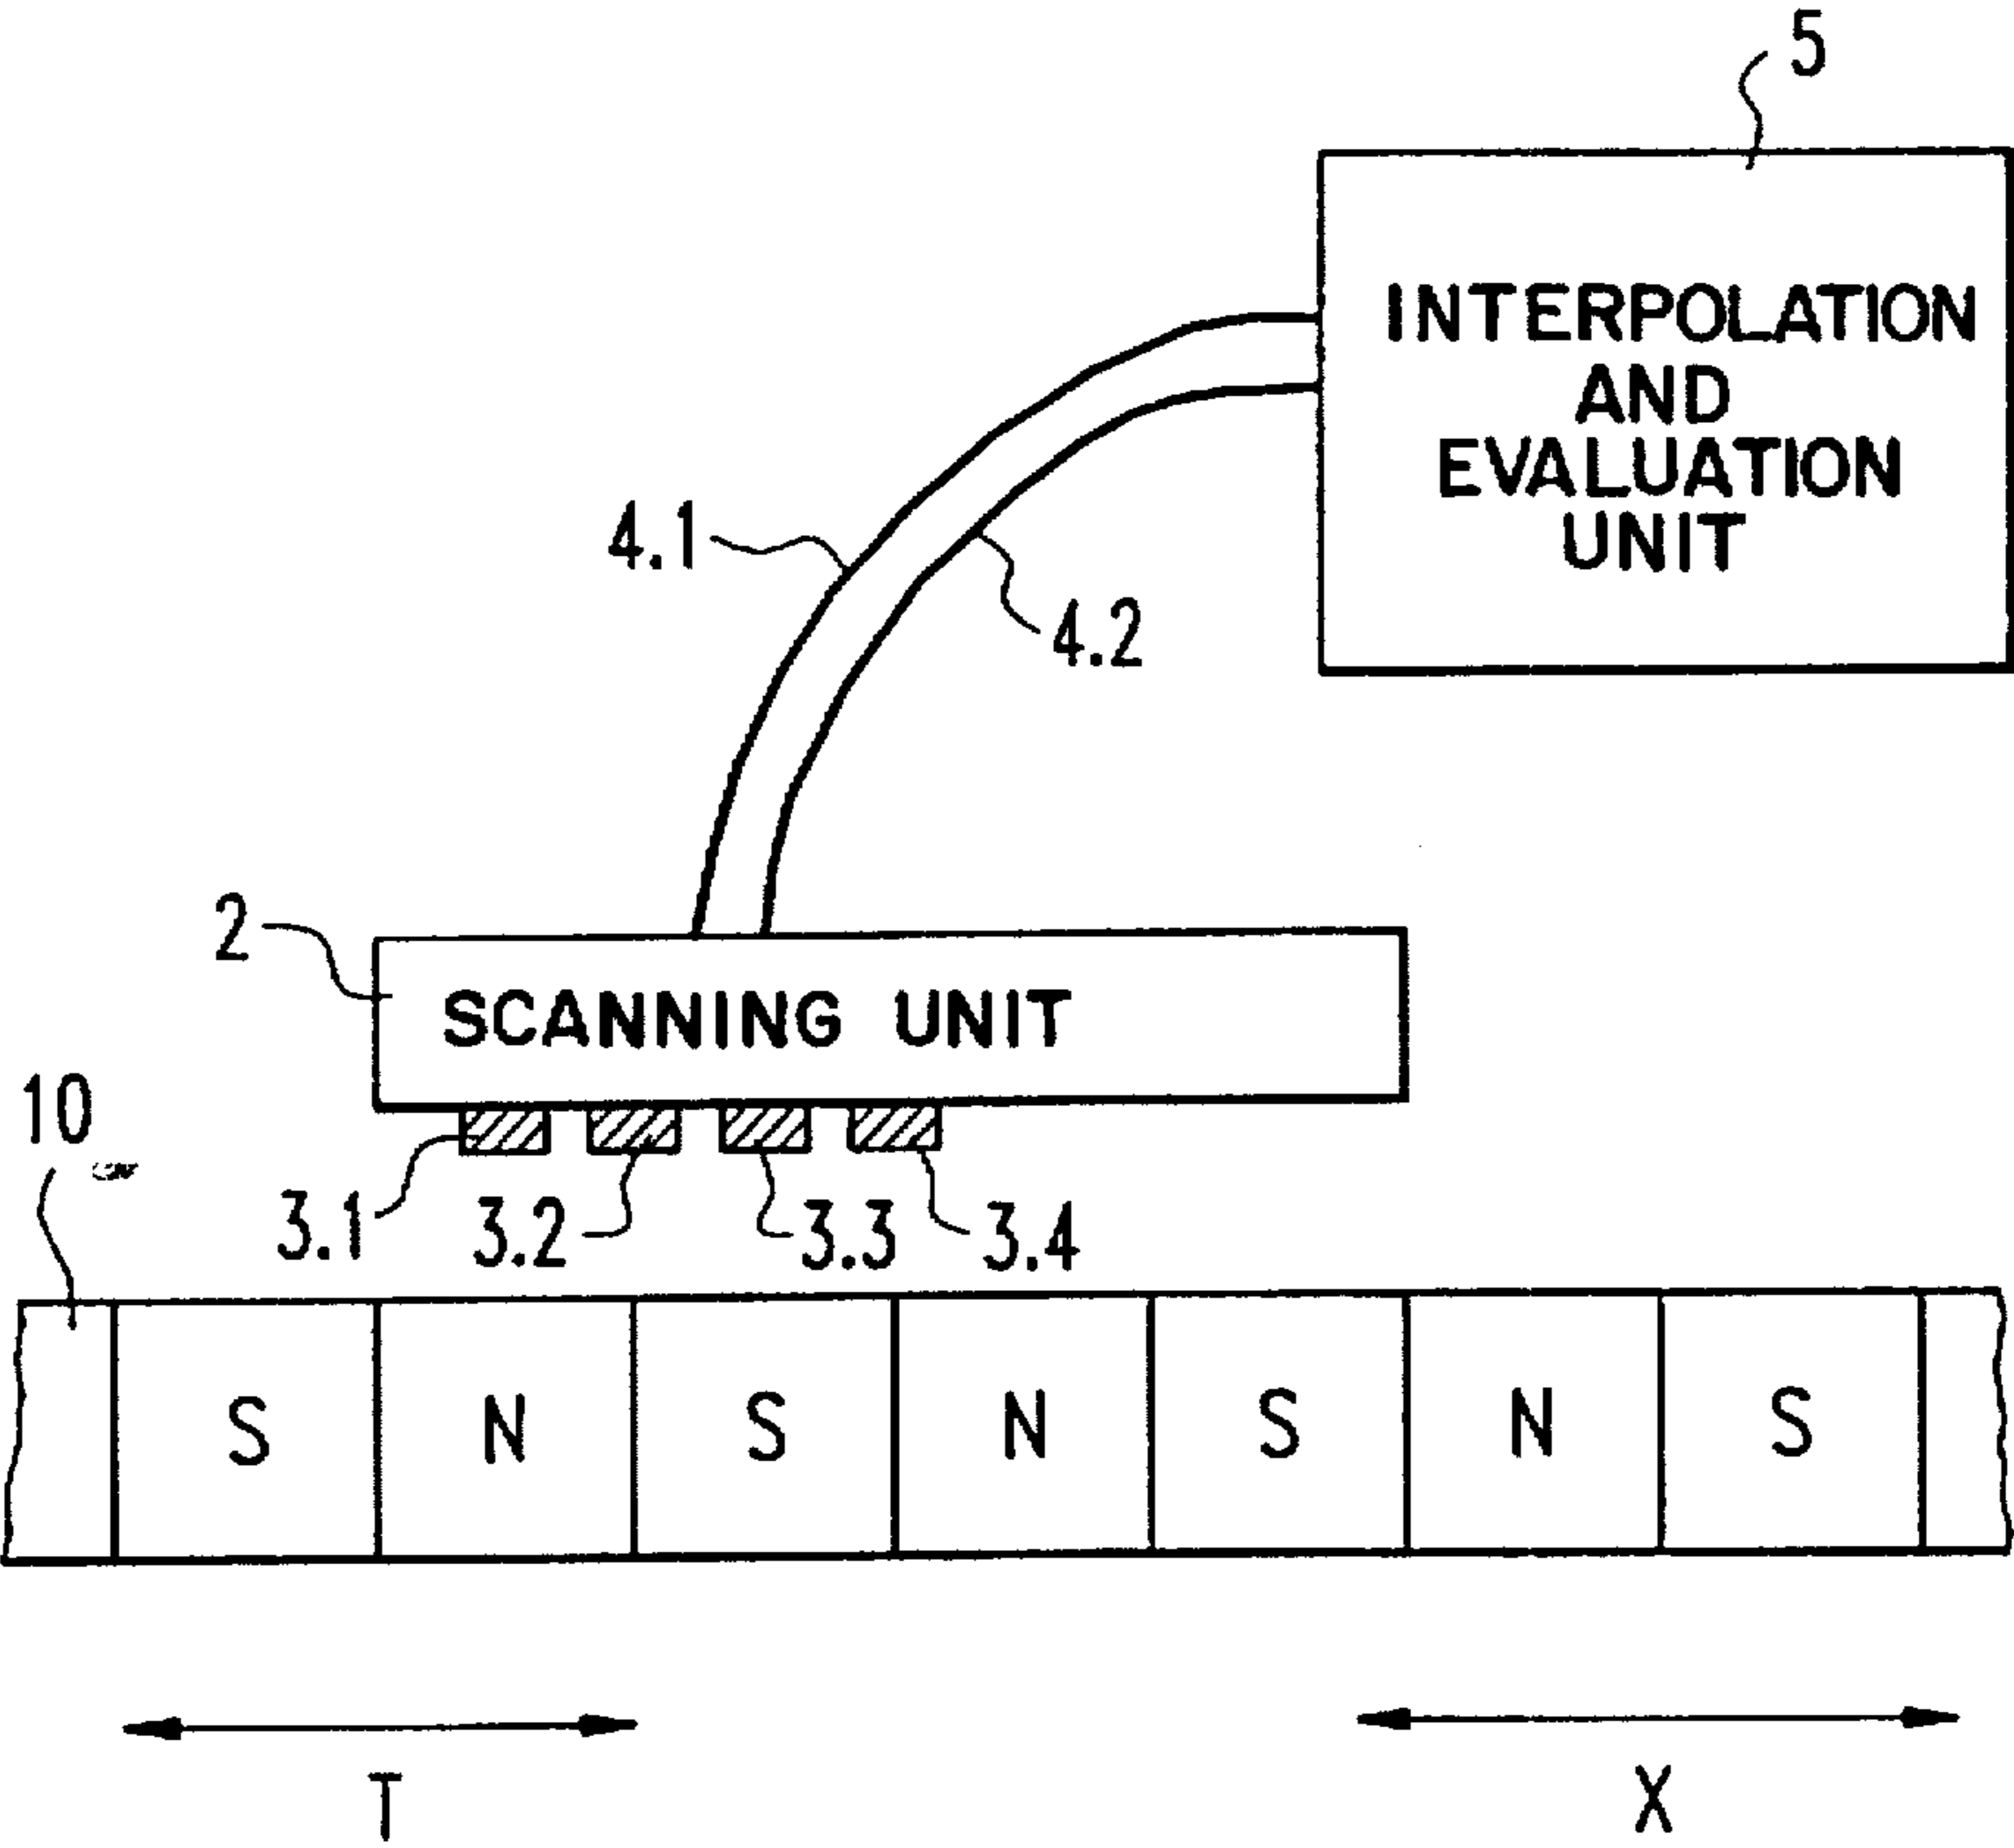 5
INTERPOLATION
AND
EVALUATION
UNIT
4.1
4.2
2
SCANNING UNIT
10
3.1
3.2
3.3
3.4
S N S N S N S
T
X